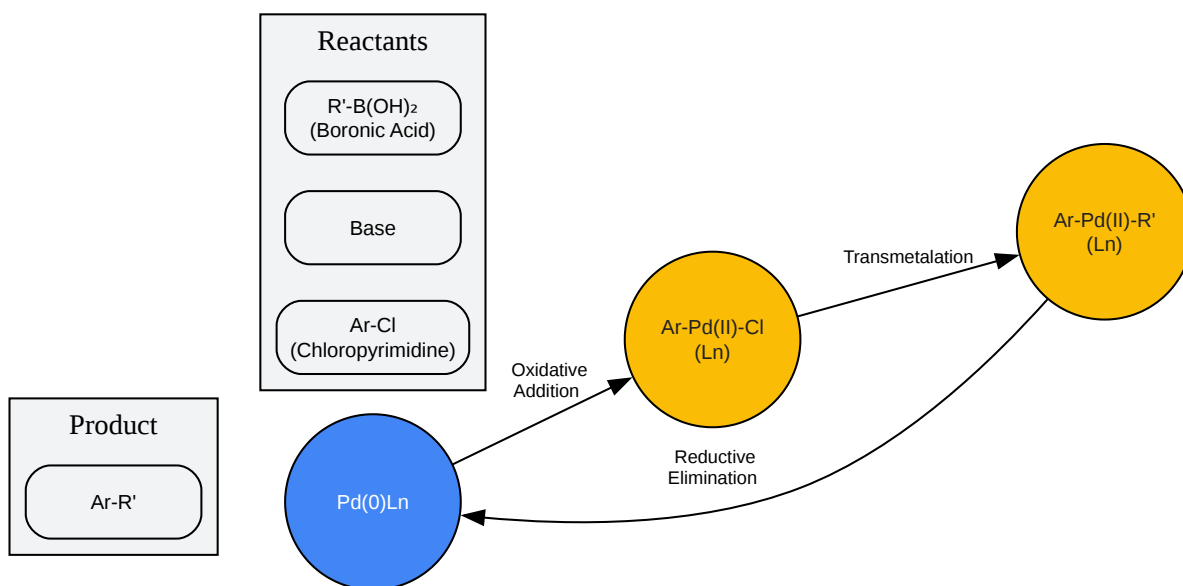 Reactants
R'-B(OH)₂
(Boronic Acid)
Base
Ar-Cl
(Chloropyrimidine)
Product
Ar-R'
Pd(0)Ln
Oxidative
Addition
Ar-Pd(II)-Cl
(Ln)
Transmetalation
Ar-Pd(II)-R'
(Ln)
Reductive
Elimination